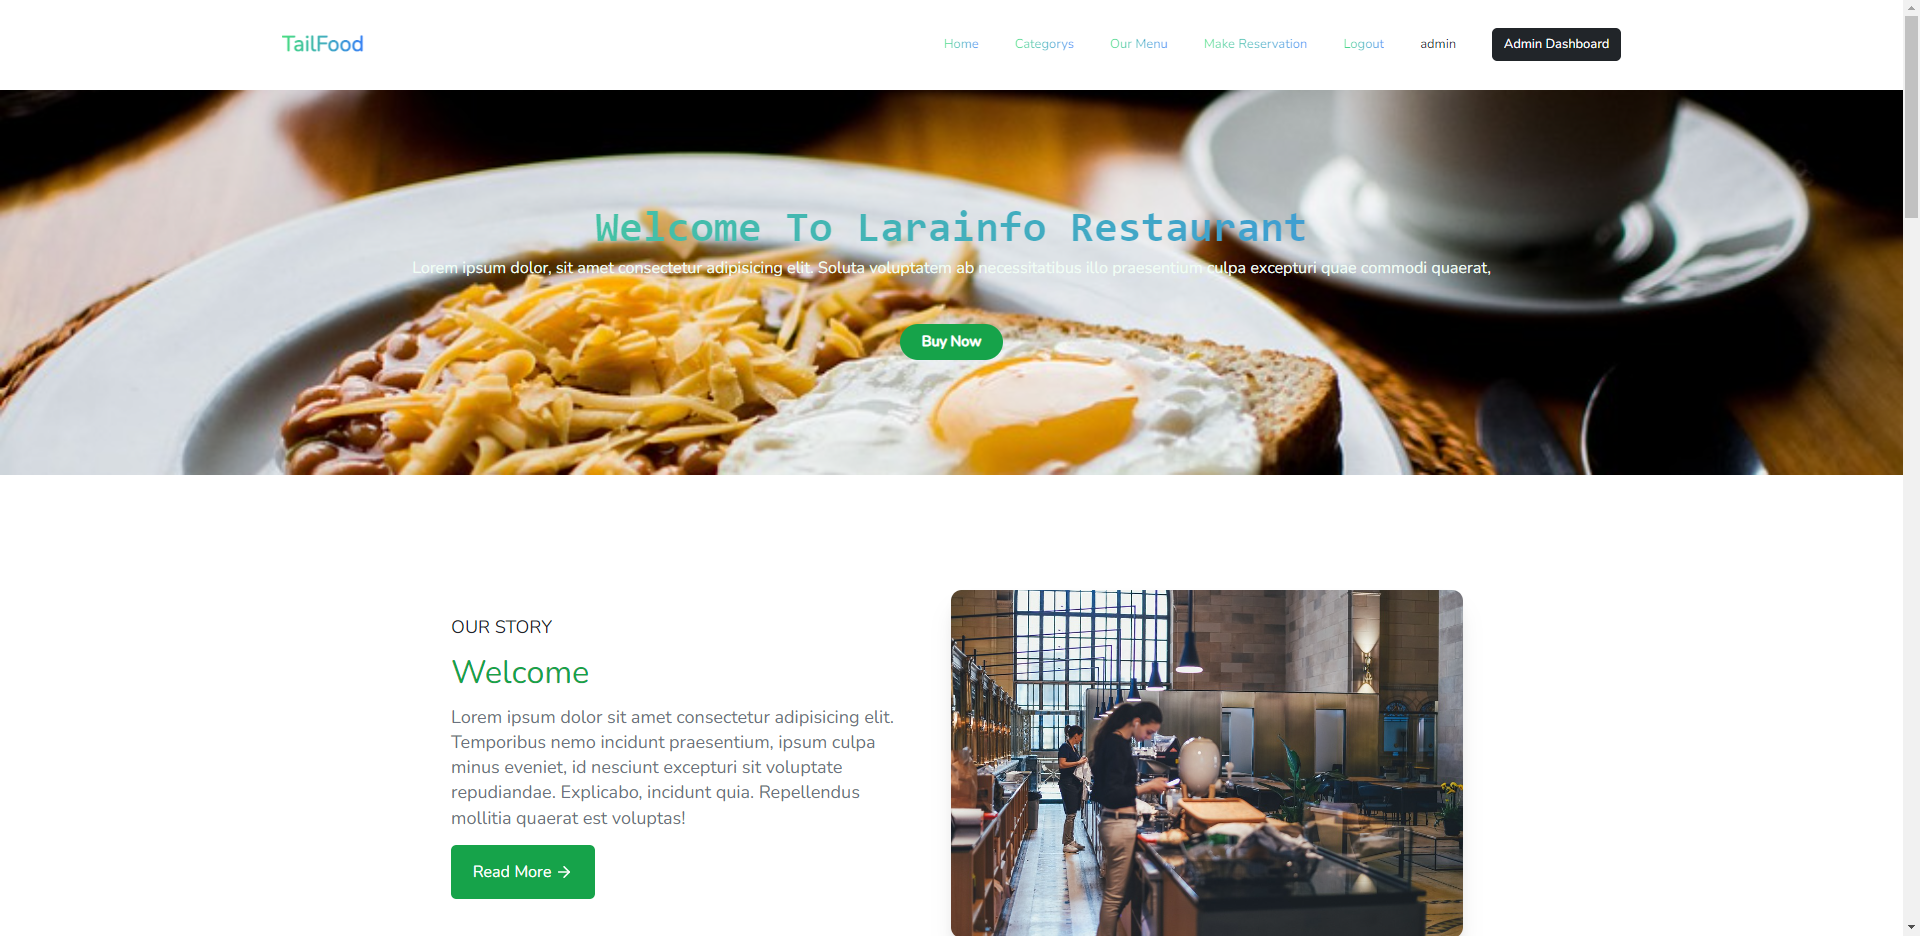 TailFood
Home Categorys Our Menu Make Reservation Logout admin Admin Dashboard
Welcome To Larainfo Restaurant
Lorem ipsum dolor, sit amet consectetur adipisicing elit. Soluta voluptatem ab necessitatibus illo praesentium culpa excepturi quae commodi quaerat,
Buy Now
OUR STORY
Welcome
Lorem ipsum dolor sit amet consectetur adipisicing elit.
Temporibus nemo incidunt praesentium, ipsum culpa
minus eveniet, id nesciunt excepturi sit voluptate
repudiandae. Explicabo, incidunt quia. Repellendus
mollitia quaerat est voluptas!
Read More →